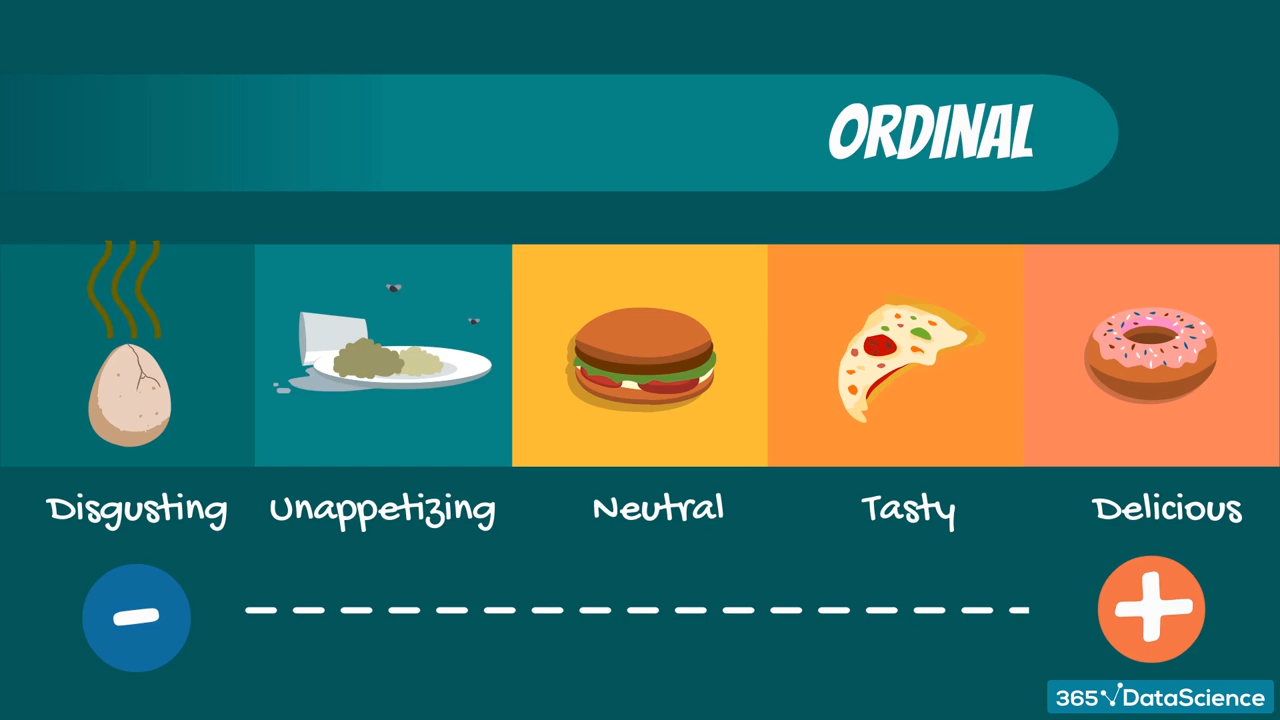 ORDINAL
Disgusting Unappetizing Neutral Tasty Delicious
365 DataScience